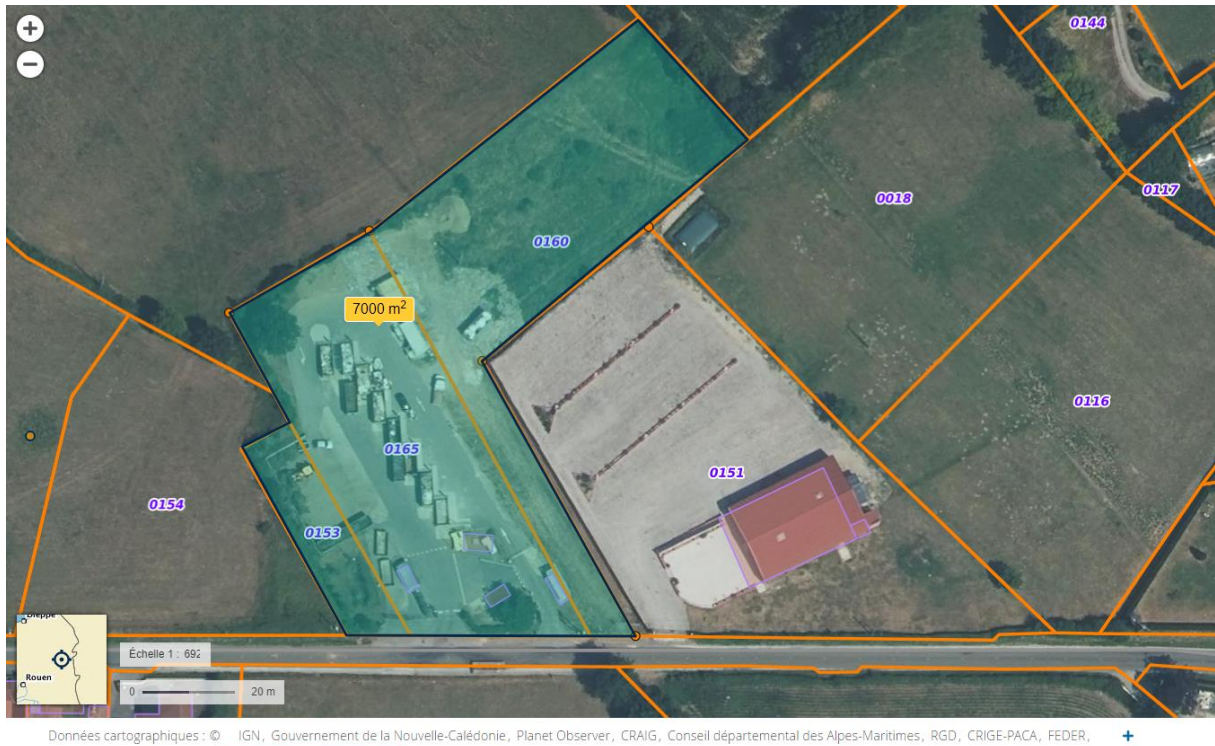 +
−
0144
0117
0018
0160
7000 m²
0116
0165
0151
0154
0153
Dieppe
Rouen
Échelle 1 : 692
0 20 m
Données cartographiques : © IGN, Gouvernement de la Nouvelle-Calédonie, Planet Observer, CRAIG, Conseil départemental des Alpes-Maritimes, RGD, CRIGE-PACA, FEDER, +